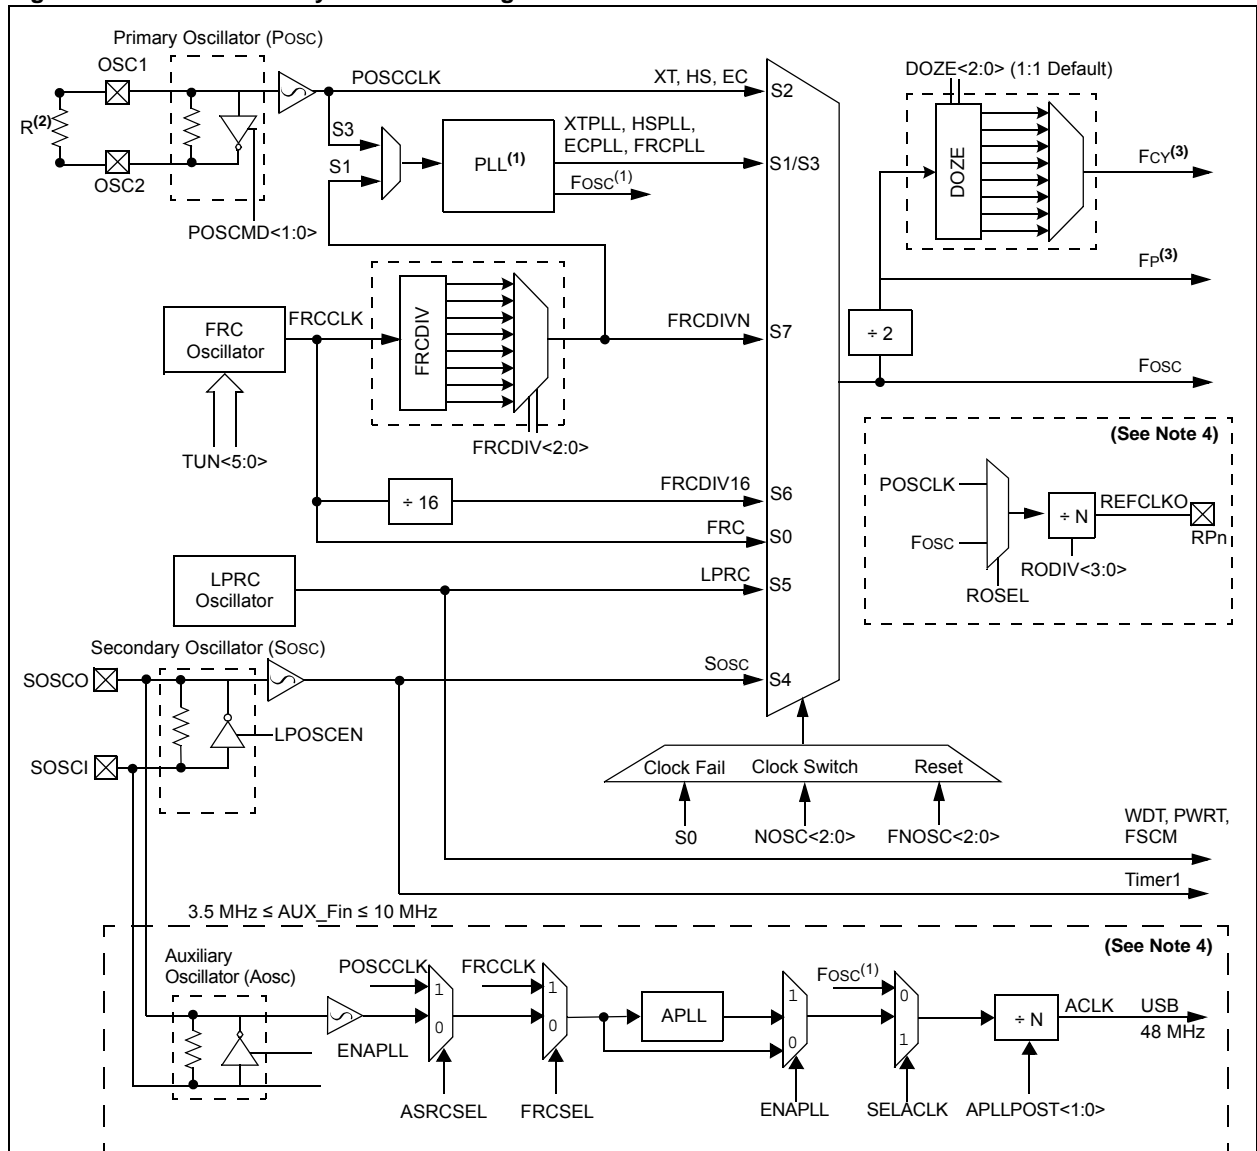 Primary Oscillator (POSC)
OSC1
POSCCLK
XT, HS, EC
S2
DOZE<2:0> (1:1 Default)
R(2)
S3
S1
PLL(1)
XTPLL, HSPLL,
ECPLL, FRCPLL
S1/S3
FOSC(1)
OSC2
POSCMD<1:0>
DOZE
FCY(3)
FP(3)
FRC
Oscillator
FRCCLK
FRCDIV
FRCDIVN
S7
÷ 2
FOSC
TUN<5:0>
FRCDIV<2:0>
(See Note 4)
÷ 16
FRCDIV16
S6
FRC
S0
POSCLK
FOSC
÷ N
REFCLKO
RPn
RODIV<3:0>
ROSEL
LPRC
Oscillator
LPRC
S5
Secondary Oscillator (SOSC)
SOSCO
SOSC
S4
LPOSCEN
SOSCI
Clock Fail
Clock Switch
Reset
S0
NOSC<2:0>
FNOSC<2:0>
WDT, PWRT,
FSCM
Timer1
3.5 MHz ≤ AUX_Fin ≤ 10 MHz
(See Note 4)
Auxiliary
Oscillator (Aosc)
POSCCLK
FRCCLK
FOSC(1)
1
0
1
0
APLL
1
0
0
1
÷ N
ACLK
USB
48 MHz
ENAPLL
ASRCSEL
FRCSEL
ENAPLL
SELACLK
APLLPOST<1:0>